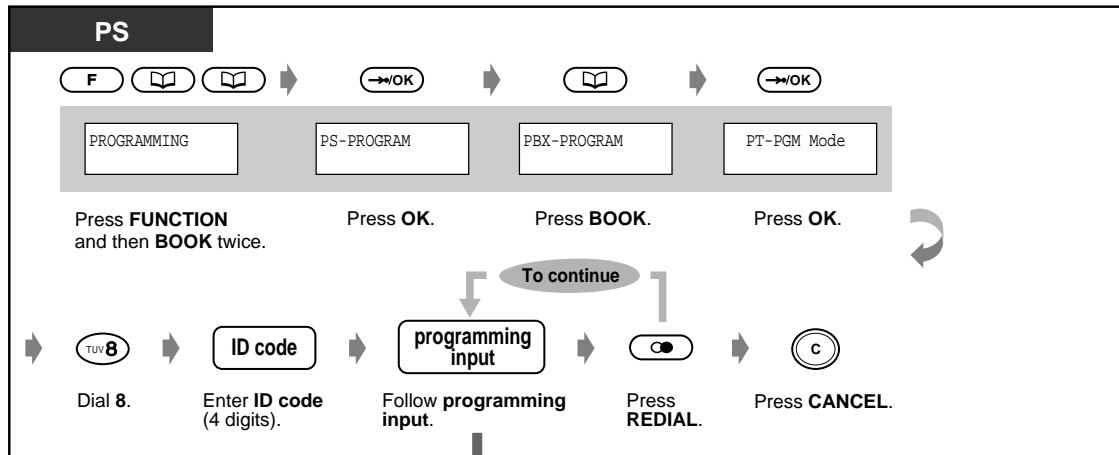 PS
F
→/OK
→/OK
PROGRAMMING
PS-PROGRAM
PBX-PROGRAM
PT-PGM Mode
Press FUNCTION
and then BOOK twice.
Press OK.
Press BOOK.
Press OK.
To continue
TUV 8
ID code
programming
input
C
Dial 8.
Enter ID code
(4 digits).
Follow programming
input.
Press
REDIAL.
Press CANCEL.